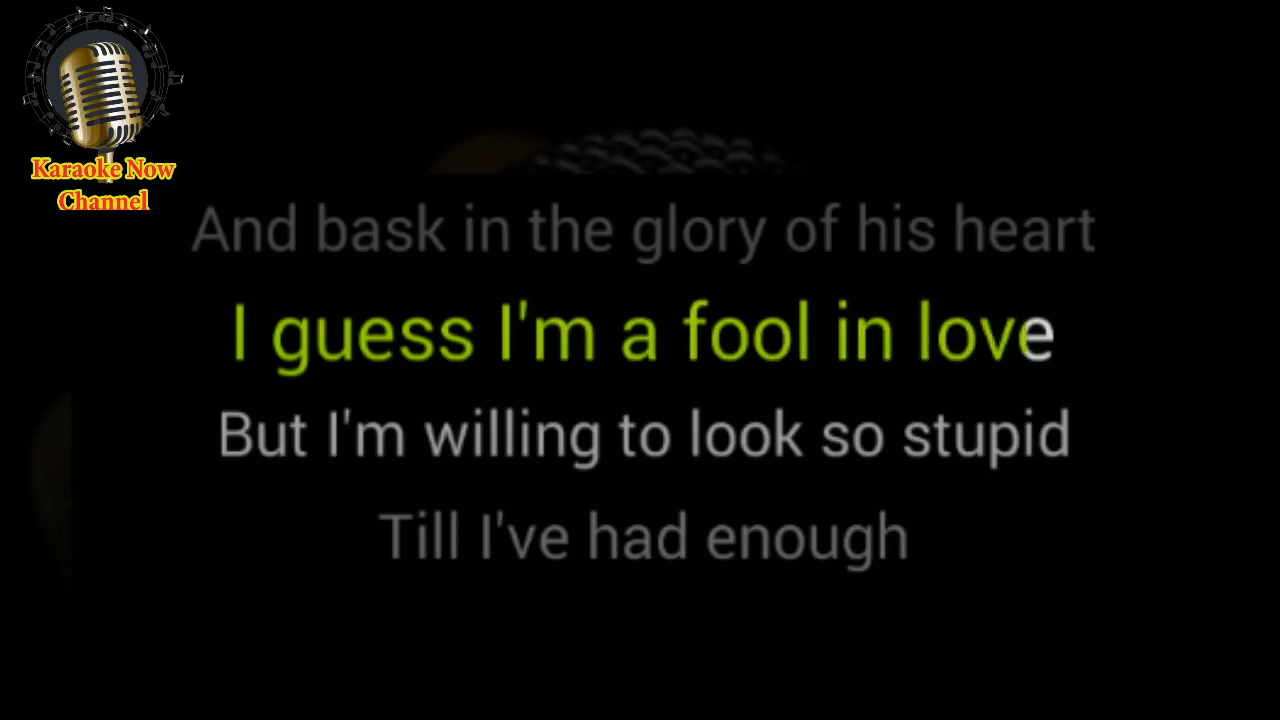 Karaoke Now
Channel
And bask in the glory of his heart
I guess I'm a fool in love
But I'm willing to look so stupid
Till I've had enough